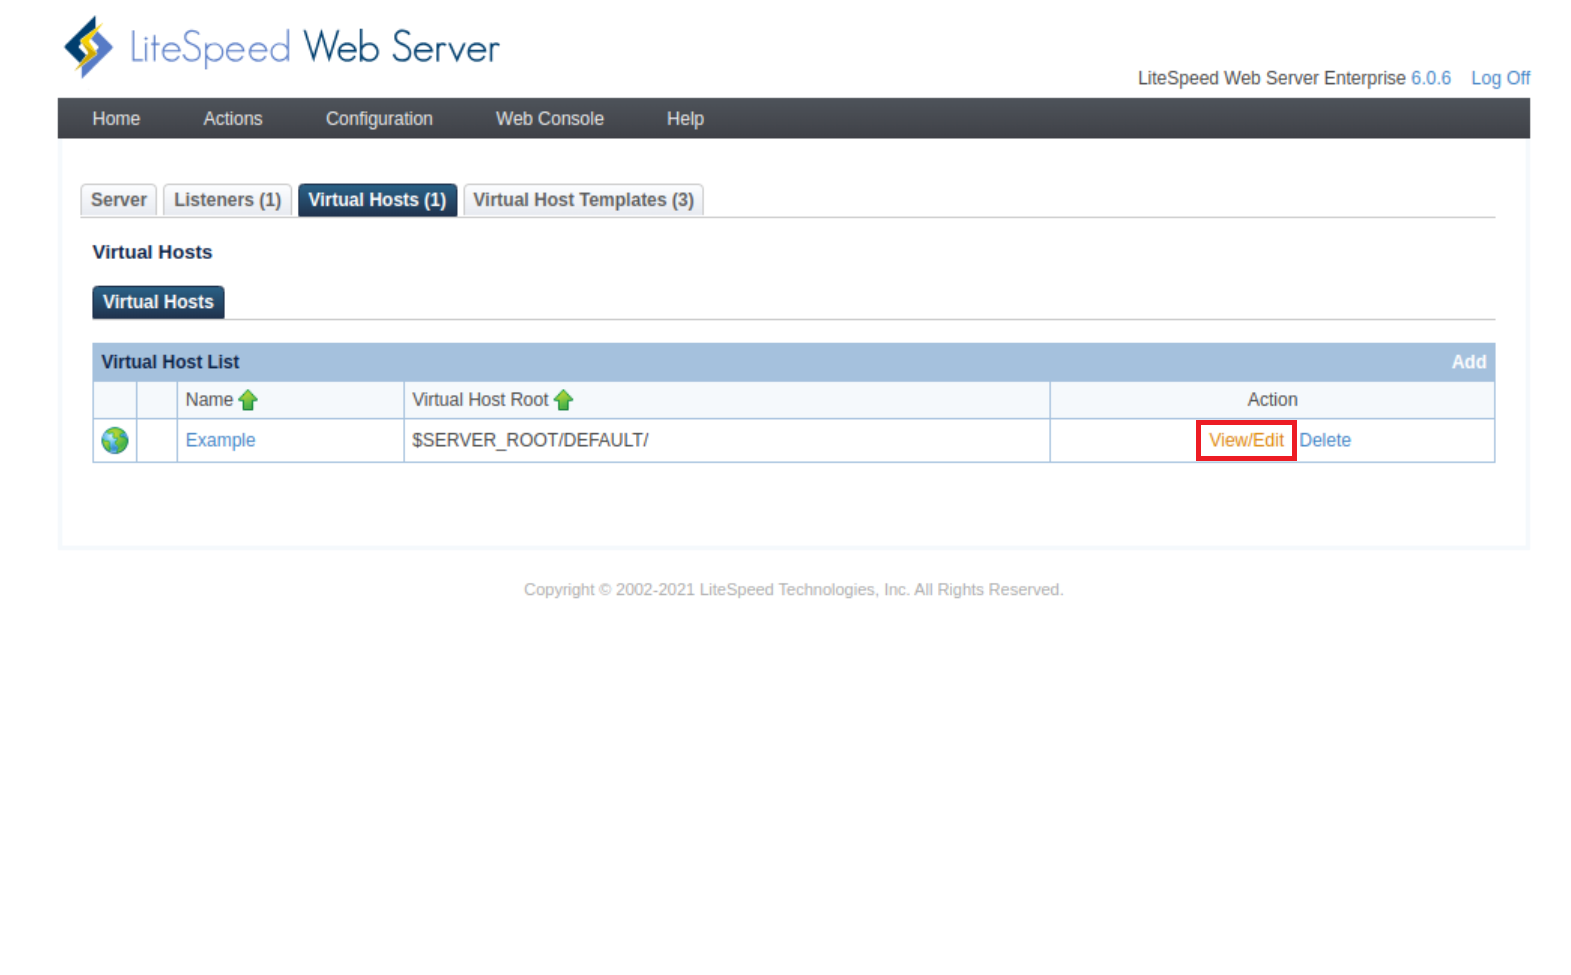 LiteSpeed Web Server
LiteSpeed Web Server Enterprise 6.0.6 Log Off
Home Actions Configuration Web Console Help
Server Listeners (1) Virtual Hosts (1) Virtual Host Templates (3)
Virtual Hosts
Virtual Hosts
Virtual Host List Add
Name Virtual Host Root Action
Example $SERVER_ROOT/DEFAULT/ View/Edit Delete
Copyright © 2002-2021 LiteSpeed Technologies, Inc. All Rights Reserved.